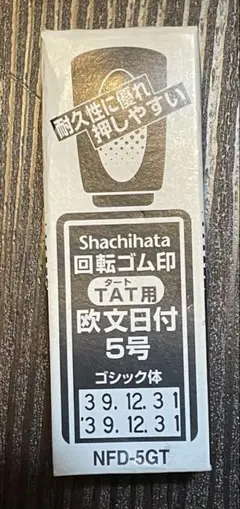 耐久性に優れ
押しやすい
Shachihata
回転ゴム印
タート
TAT用
欧文日付
5号
ゴシック体
39.12.31
'39.12.31
NFD-5GT